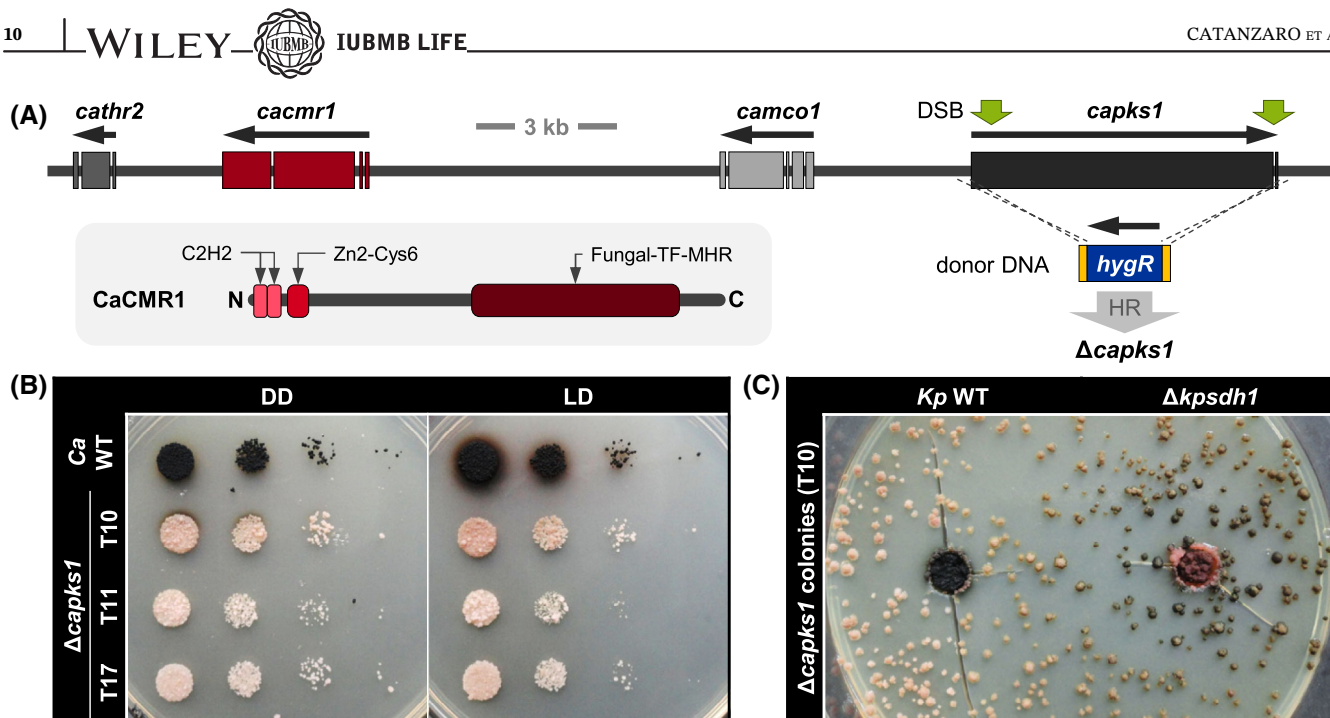 10 WILEY IUBMB IUBMB LIFE CATANZARO ET A
(A) cathr2 cacmr1 3 kb camco1 DSB capks1
C2H2 Zn2-Cys6 Fungal-TF-MHR
CaCMR1 N C
donor DNA hygR
HR
Δcapks1
(B) DD LD
Ca WT
Δcapks1
T10
T11
T17
(C) Kp WT Δkpsdh1
Δcapks1 colonies (T10)